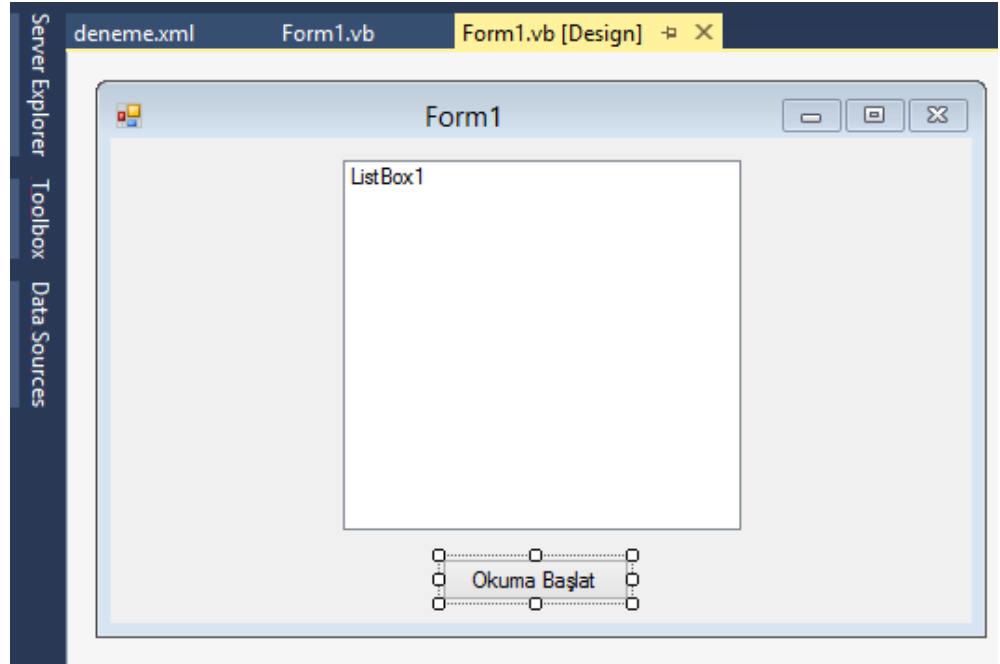 deneme.xml Form1.vb Form1.vb [Design]
Server Explorer
Toolbox
Data Sources
Form1
ListBox1
Okuma Başlat